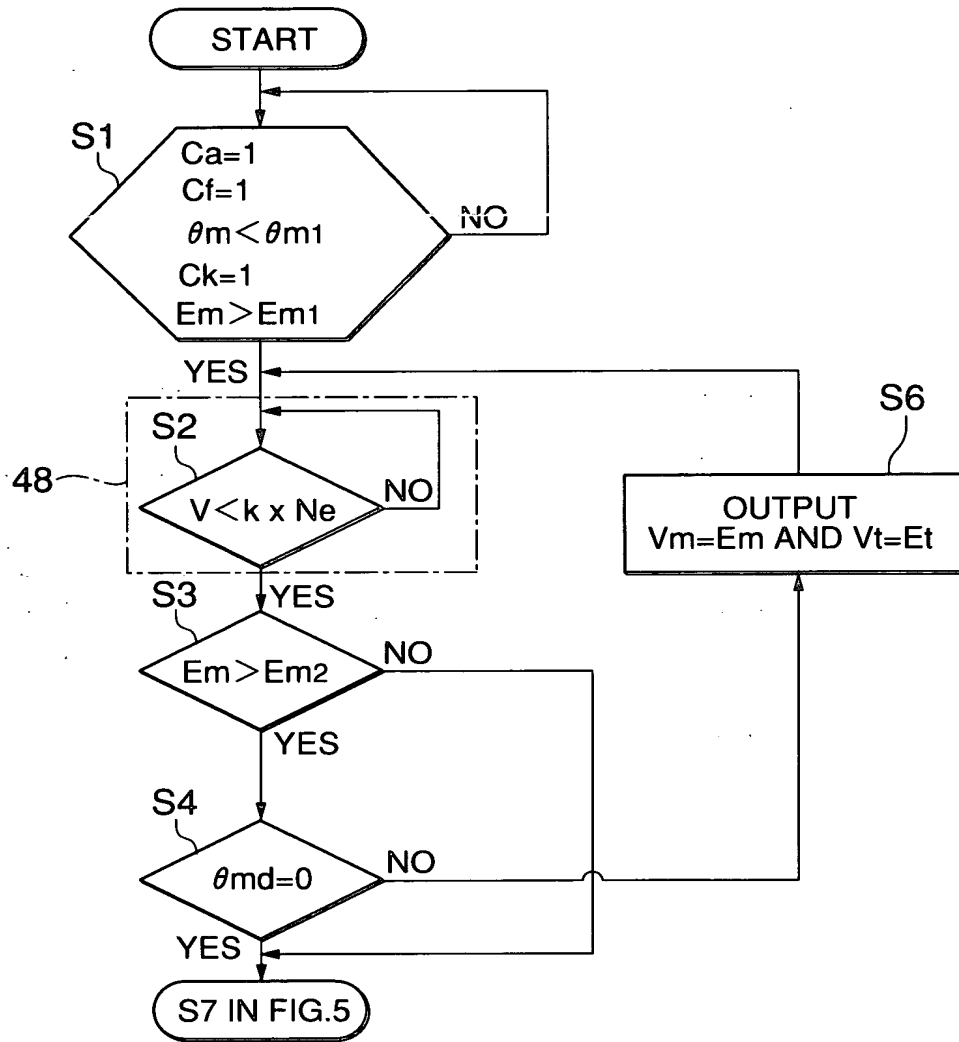 START
S1
Ca=1
Cf=1
θm<θm1
Ck=1
Em>Em1
NO
YES
S2
48
V<k x Ne
NO
S6
OUTPUT
Vm=Em AND Vt=Et
YES
S3
Em>Em2
NO
YES
S4
θmd=0
NO
YES
S7 IN FIG.5